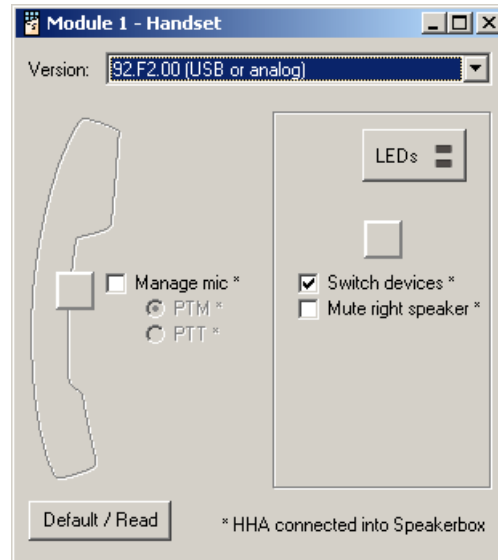 Module 1 - Handset
Version: 92.F2.00 (USB or analog)
LEDs
Manage mic *
PTM *
PTT *
Switch devices *
Mute right speaker *
Default / Read
* HHA connected into Speakerbox